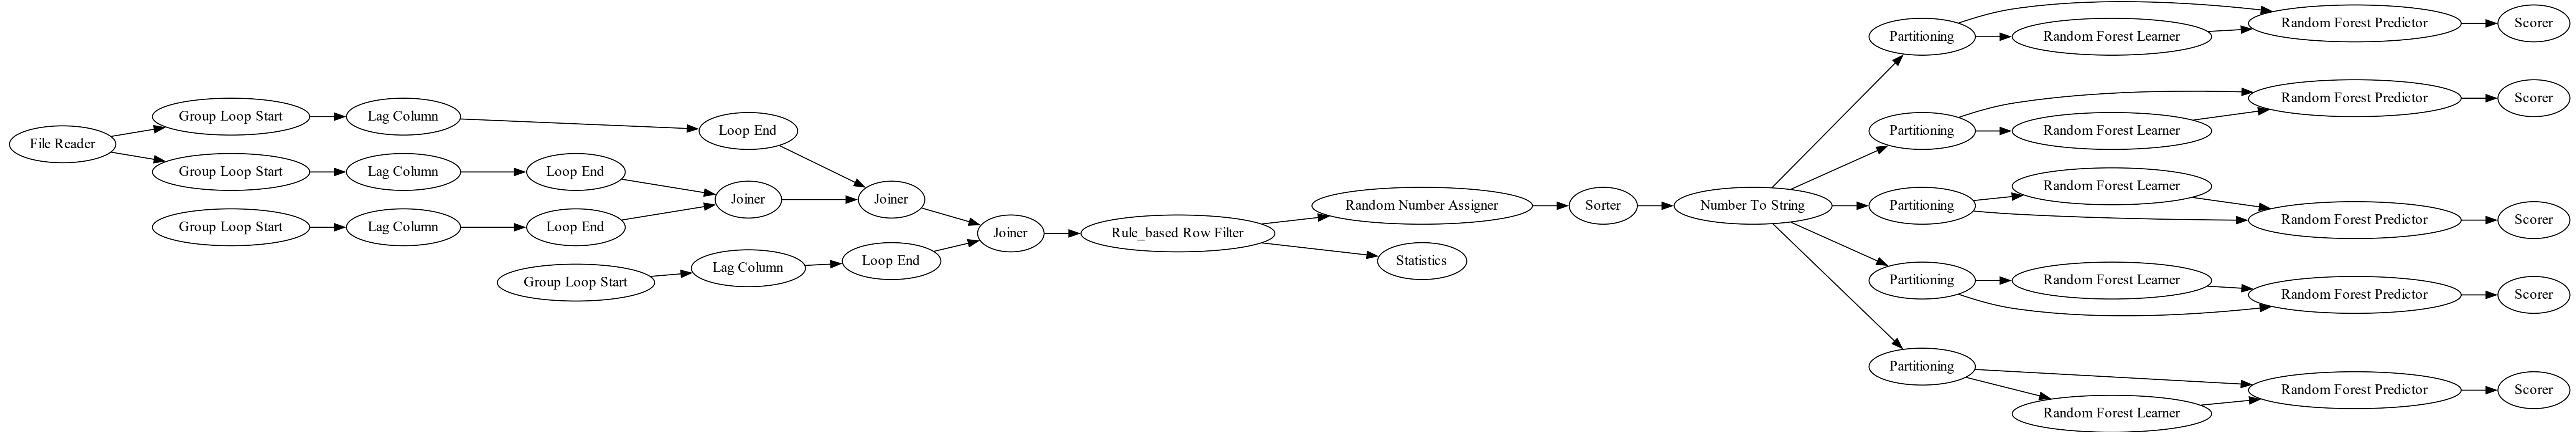 File Reader
Group Loop Start
Lag Column
Loop End
Group Loop Start
Lag Column
Loop End
Group Loop Start
Lag Column
Loop End
Joiner
Joiner
Group Loop Start
Lag Column
Loop End
Joiner
Rule_based Row Filter
Random Number Assigner
Statistics
Sorter
Number To String
Partitioning
Random Forest Learner
Random Forest Predictor
Scorer
Partitioning
Random Forest Learner
Random Forest Predictor
Scorer
Partitioning
Random Forest Learner
Random Forest Predictor
Scorer
Partitioning
Random Forest Learner
Random Forest Predictor
Scorer
Partitioning
Random Forest Learner
Random Forest Predictor
Scorer